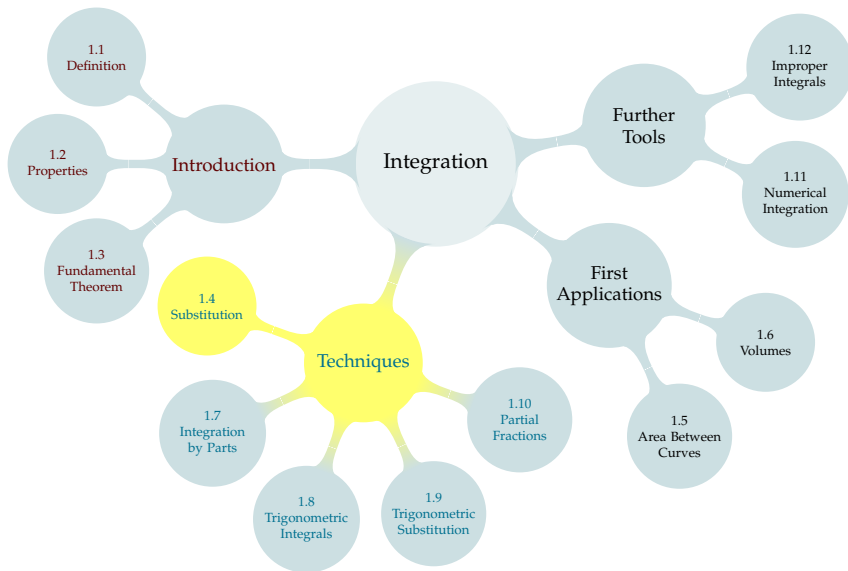 Integration
Introduction
1.1
Definition
1.2
Properties
1.3
Fundamental
Theorem
Techniques
1.4
Substitution
1.7
Integration
by Parts
1.8
Trigonometric
Integrals
1.9
Trigonometric
Substitution
1.10
Partial
Fractions
First
Applications
1.5
Area Between
Curves
1.6
Volumes
Further
Tools
1.11
Numerical
Integration
1.12
Improper
Integrals